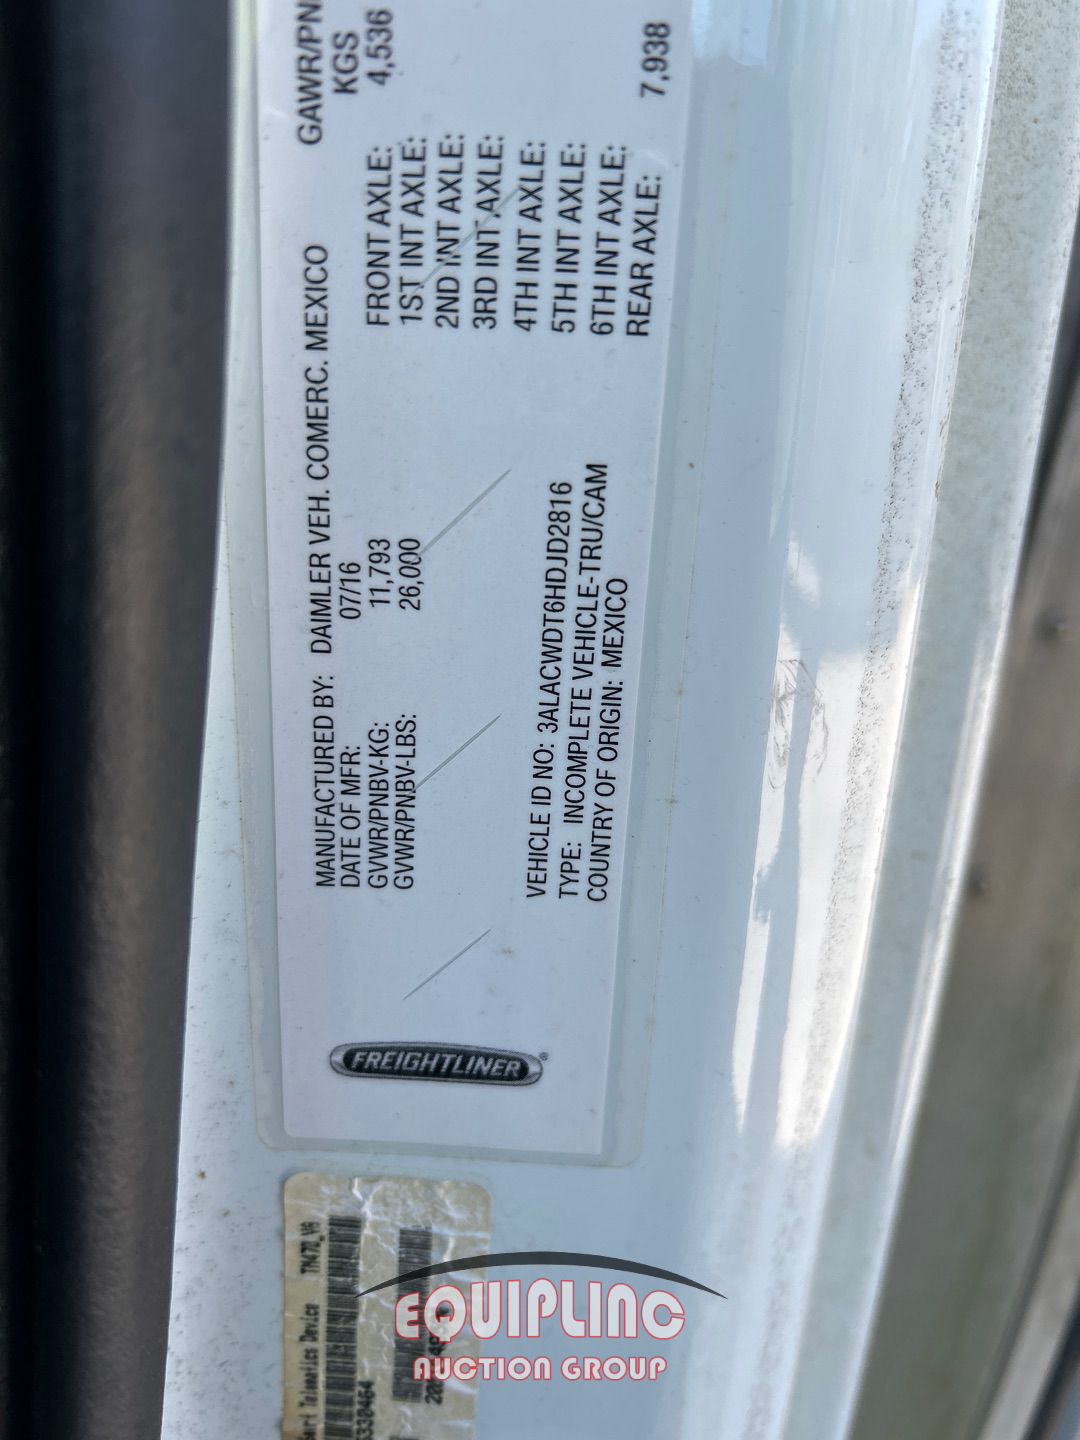 FREIGHTLINER®
MANUFACTURED BY: DAIMLER VEH. COMERC. MEXICO
DATE OF MFR: 07/16
GVWR/PNBV-KG: 11,793
GVWR/PNBV-LBS: 26,000
VEHICLE ID NO: 3ALACWDT6HDJD2816
TYPE: INCOMPLETE VEHICLE-TRU/CAM
COUNTRY OF ORIGIN: MEXICO
KGS
FRONT AXLE: 4,536
1ST INT AXLE:
2ND INT AXLE:
3RD INT AXLE:
4TH INT AXLE:
5TH INT AXLE:
6TH INT AXLE:
REAR AXLE: 7,938
Telematics Device
EQUIPLINC
AUCTION GROUP